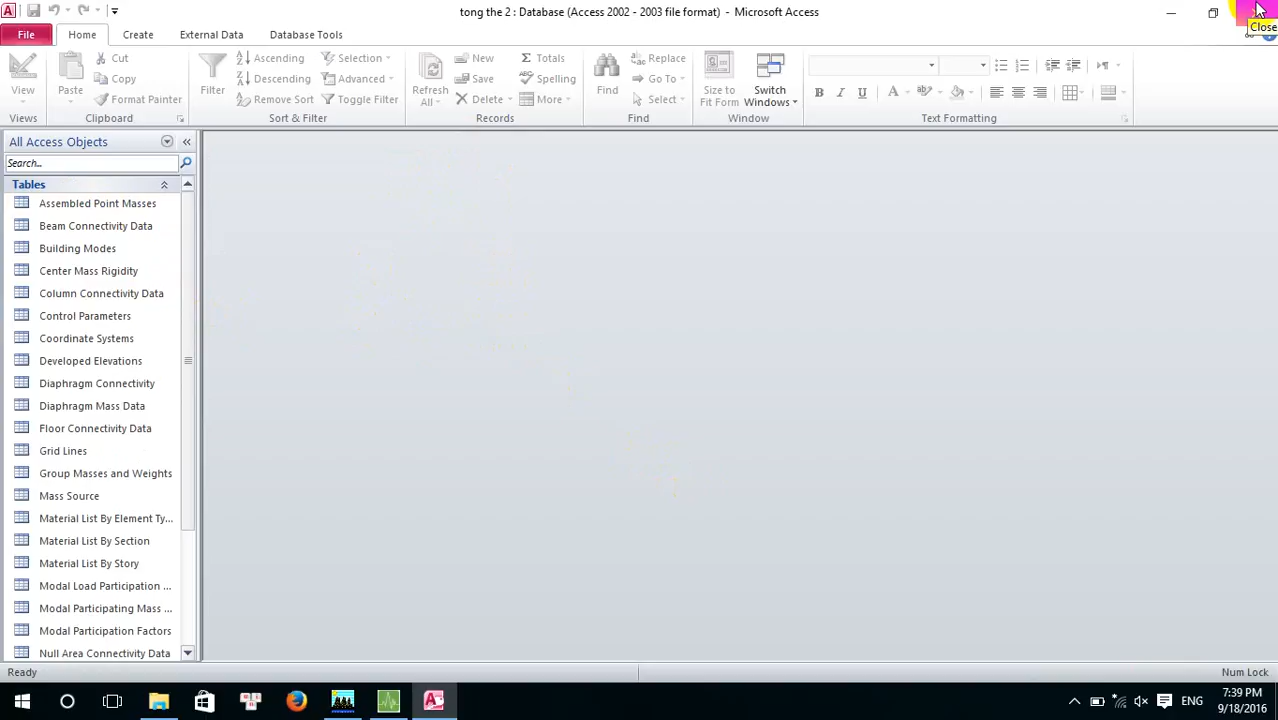 tong the 2 : Database (Access 2002 - 2003 file format) - Microsoft Access
Close
File
Home
Create
External Data
Database Tools
View
Views
Paste
Cut
Copy
Format Painter
Clipboard
Filter
Ascending
Descending
Remove Sort
Selection
Advanced
Toggle Filter
Sort & Filter
Refresh
All
New
Save
Delete
Totals
Spelling
More
Records
Find
Replace
Go To
Select
Find
Size to
Fit Form
Switch
Windows
Window
B I U
A
ab
Text Formatting
All Access Objects
Search...
Tables
Assembled Point Masses
Beam Connectivity Data
Building Modes
Center Mass Rigidity
Column Connectivity Data
Control Parameters
Coordinate Systems
Developed Elevations
Diaphragm Connectivity
Diaphragm Mass Data
Floor Connectivity Data
Grid Lines
Group Masses and Weights
Mass Source
Material List By Element Ty...
Material List By Section
Material List By Story
Modal Load Participation ...
Modal Participating Mass ...
Modal Participation Factors
Null Area Connectivity Data
Ready
Num Lock
ENG
7:39 PM
9/18/2016